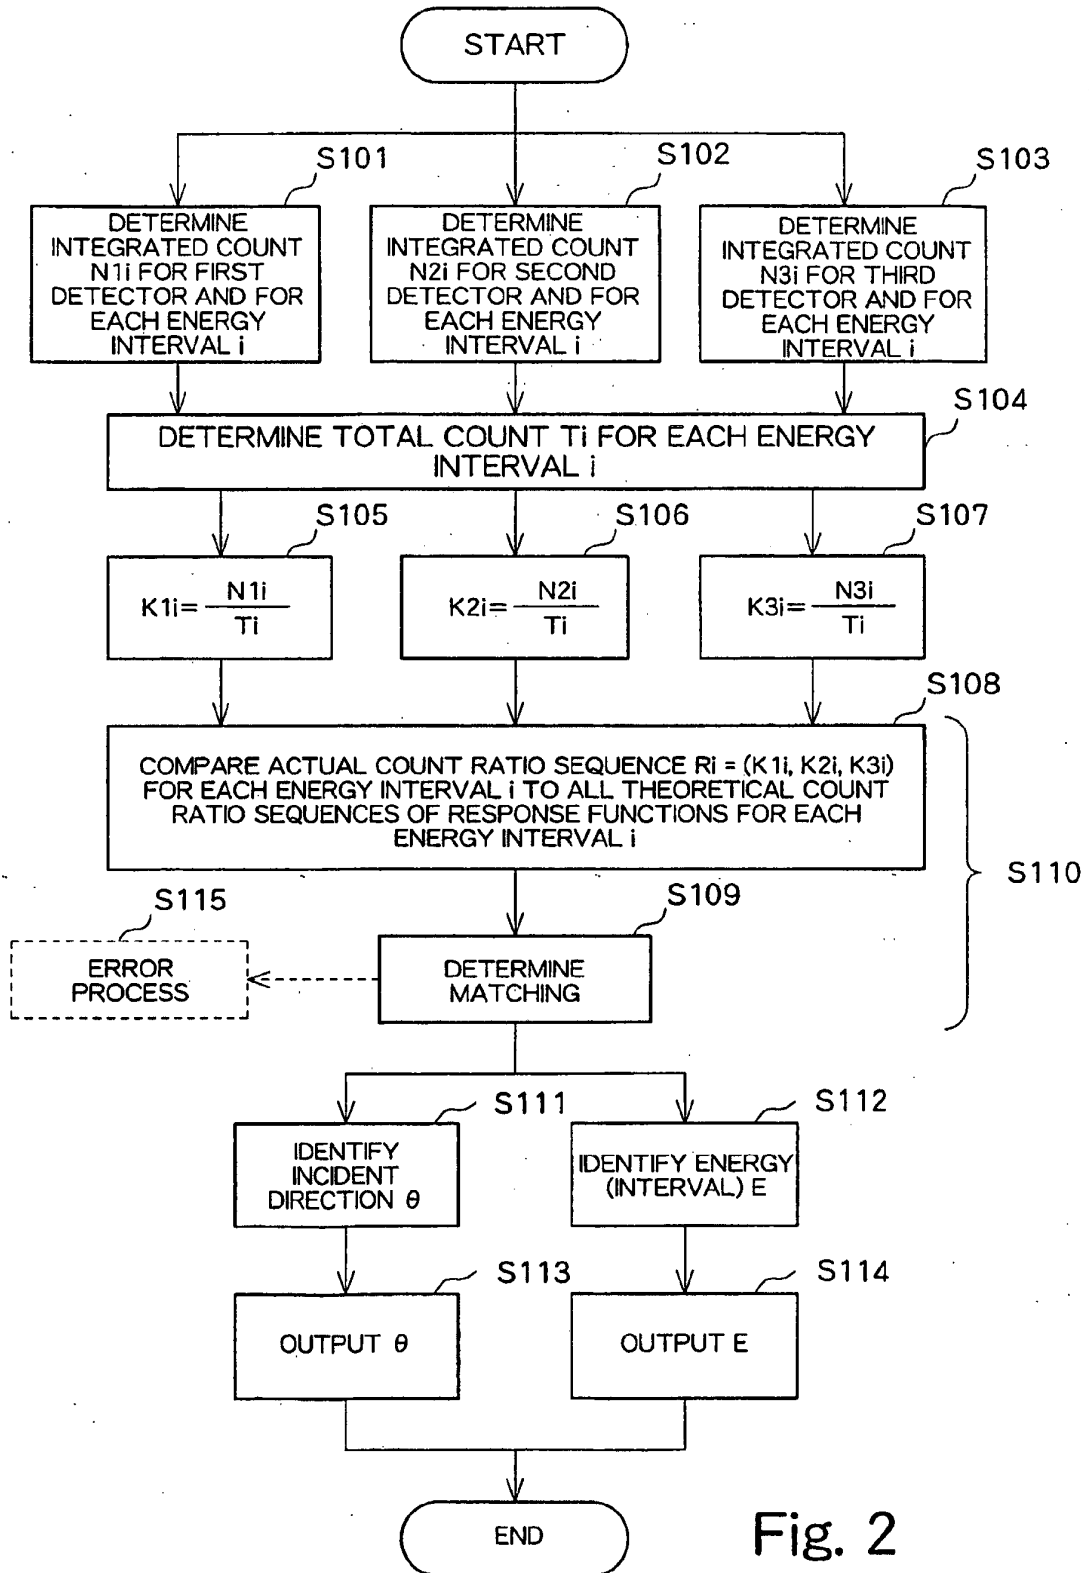 START
S101
S102
S103
DETERMINE
INTEGRATED COUNT
N1i FOR FIRST
DETECTOR AND FOR
EACH ENERGY
INTERVAL i
DETERMINE
INTEGRATED COUNT
N2i FOR SECOND
DETECTOR AND FOR
EACH ENERGY
INTERVAL i
DETERMINE
INTEGRATED COUNT
N3i FOR THIRD
DETECTOR AND FOR
EACH ENERGY
INTERVAL i
S104
DETERMINE TOTAL COUNT Ti FOR EACH ENERGY
INTERVAL i
S105
S106
S107
K1i= N1i
Ti
K2i= N2i
Ti
K3i= N3i
Ti
S108
COMPARE ACTUAL COUNT RATIO SEQUENCE Ri = (K1i, K2i, K3i)
FOR EACH ENERGY INTERVAL i TO ALL THEORETICAL COUNT
RATIO SEQUENCES OF RESPONSE FUNCTIONS FOR EACH
ENERGY INTERVAL i
S110
S115
S109
ERROR
PROCESS
DETERMINE
MATCHING
S111
S112
IDENTIFY
INCIDENT
DIRECTION θ
IDENTIFY ENERGY
(INTERVAL) E
S113
S114
OUTPUT θ
OUTPUT E
END
Fig. 2